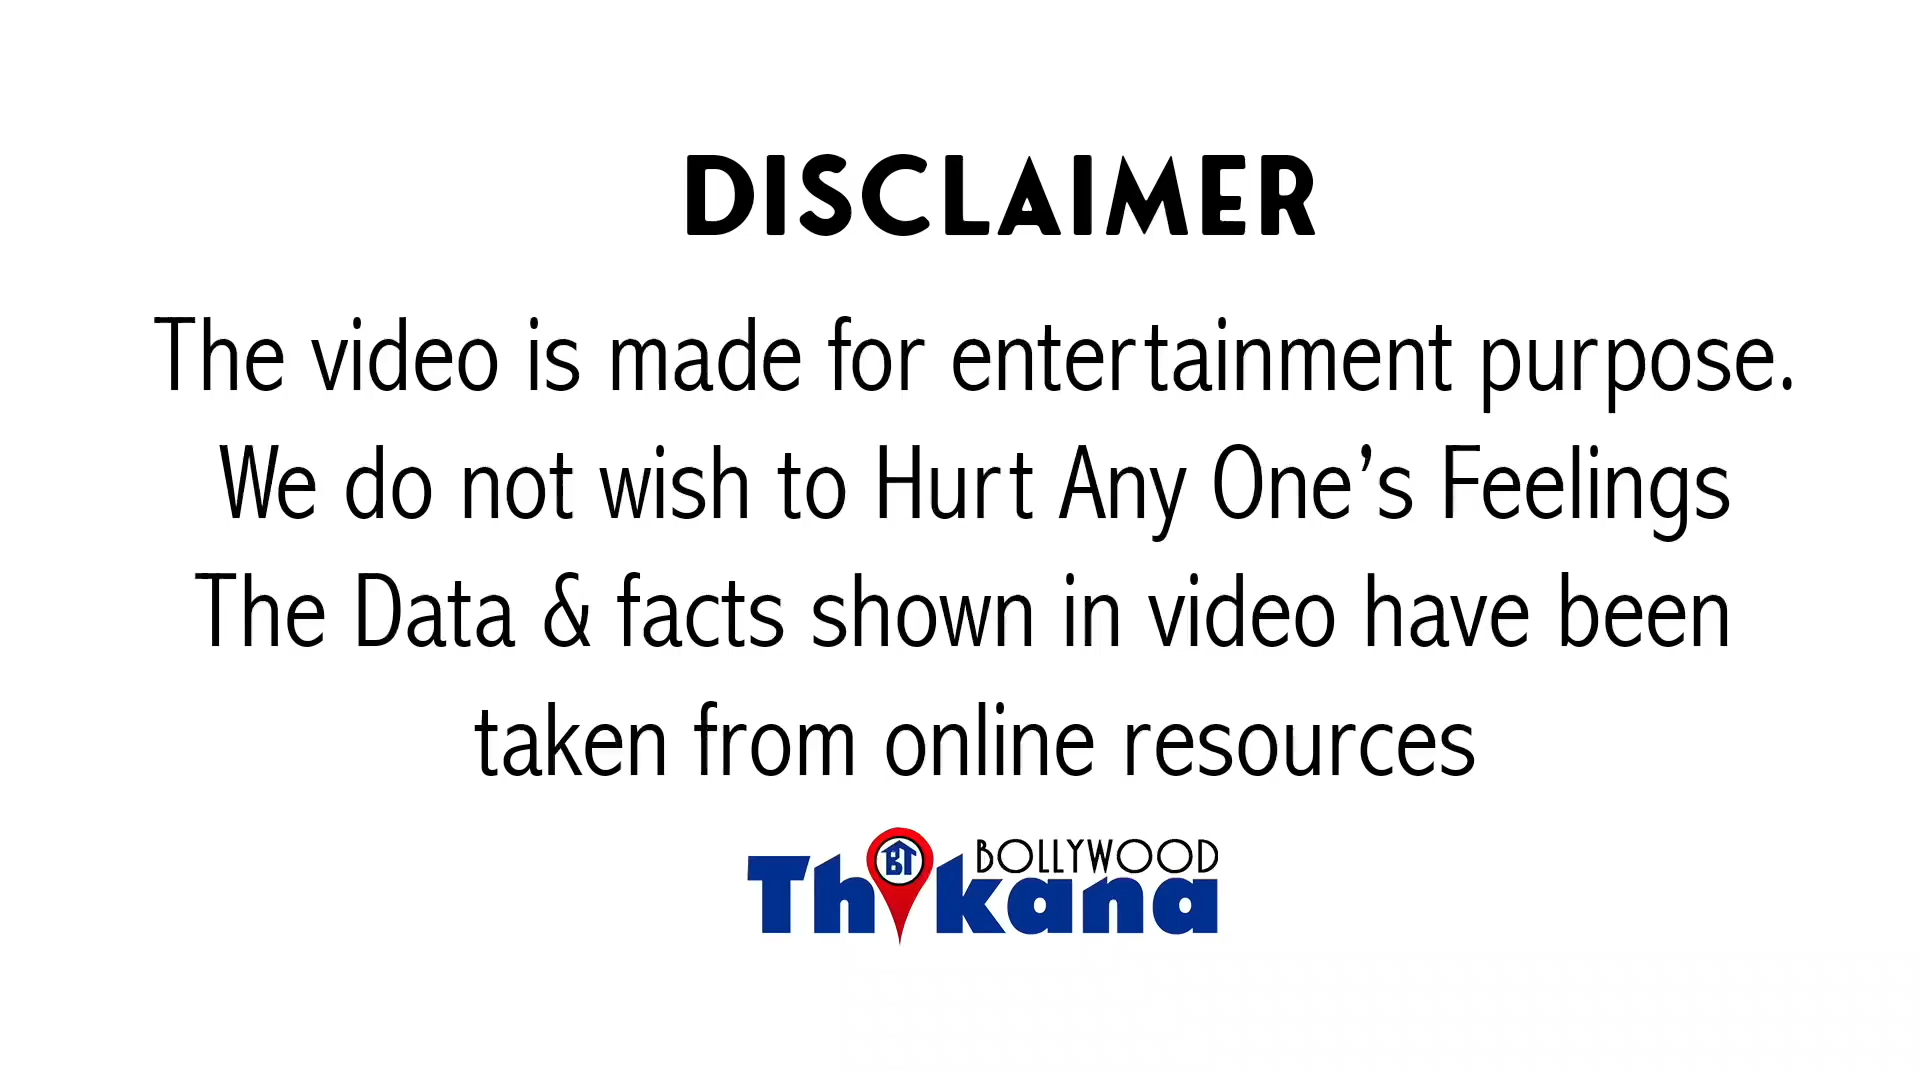 DISCLAIMER
The video is made for entertainment purpose.
We do not wish to Hurt Any One’s Feelings
The Data & facts shown in video have been
taken from online resources
BT
BOLLYWOOD
Thikana